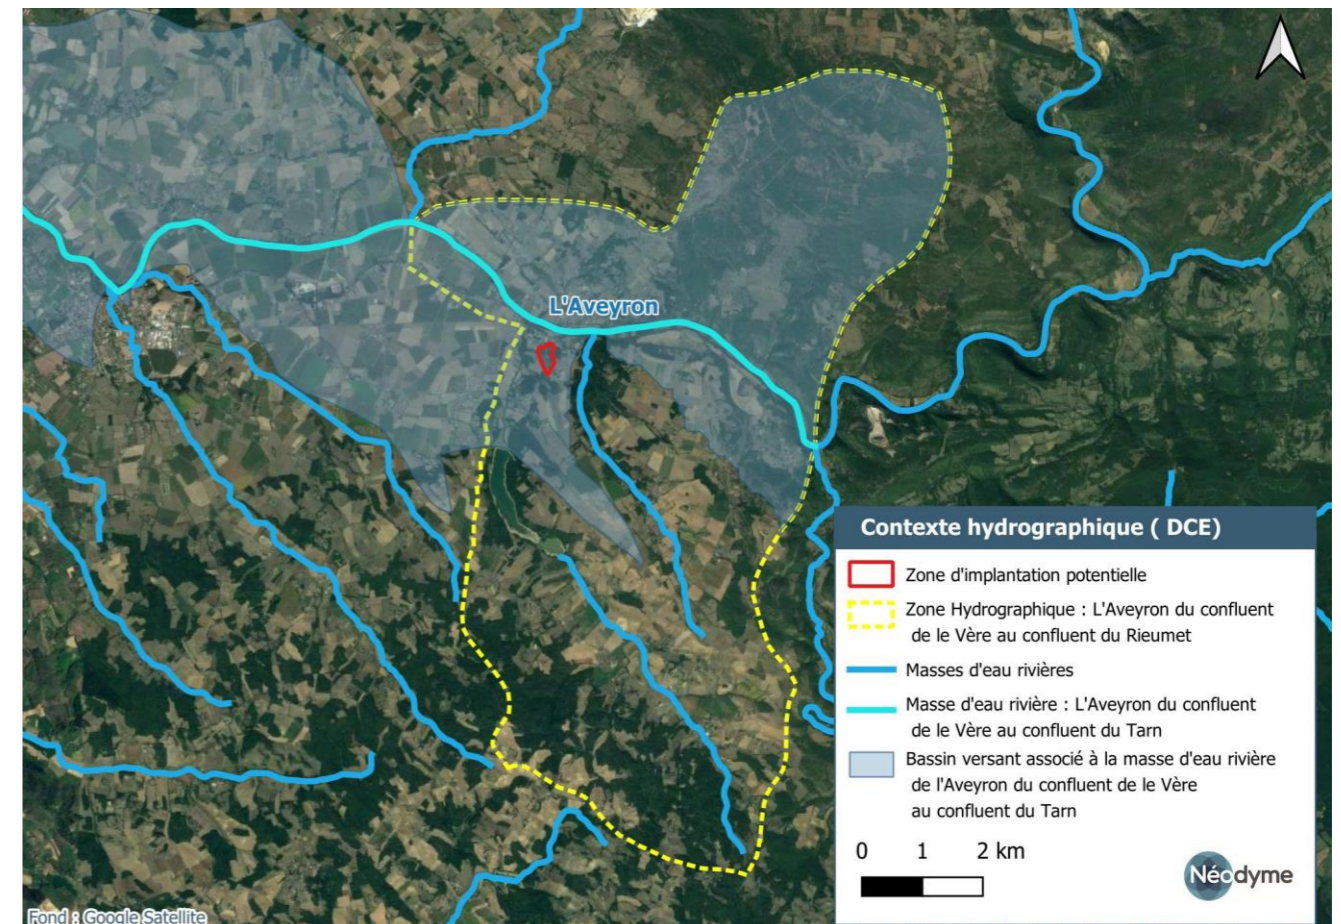 L'Aveyron
Contexte hydrographique ( DCE)
Zone d'implantation potentielle
Zone Hydrographique : L'Aveyron du confluent
de le Vère au confluent du Rieumet
Masses d'eau rivières
Masse d'eau rivière : L'Aveyron du confluent
de le Vère au confluent du Tarn
Bassin versant associé à la masse d'eau rivière
de l'Aveyron du confluent de le Vère
au confluent du Tarn
0 1 2 km
Néodyme
Fond : Google Satellite